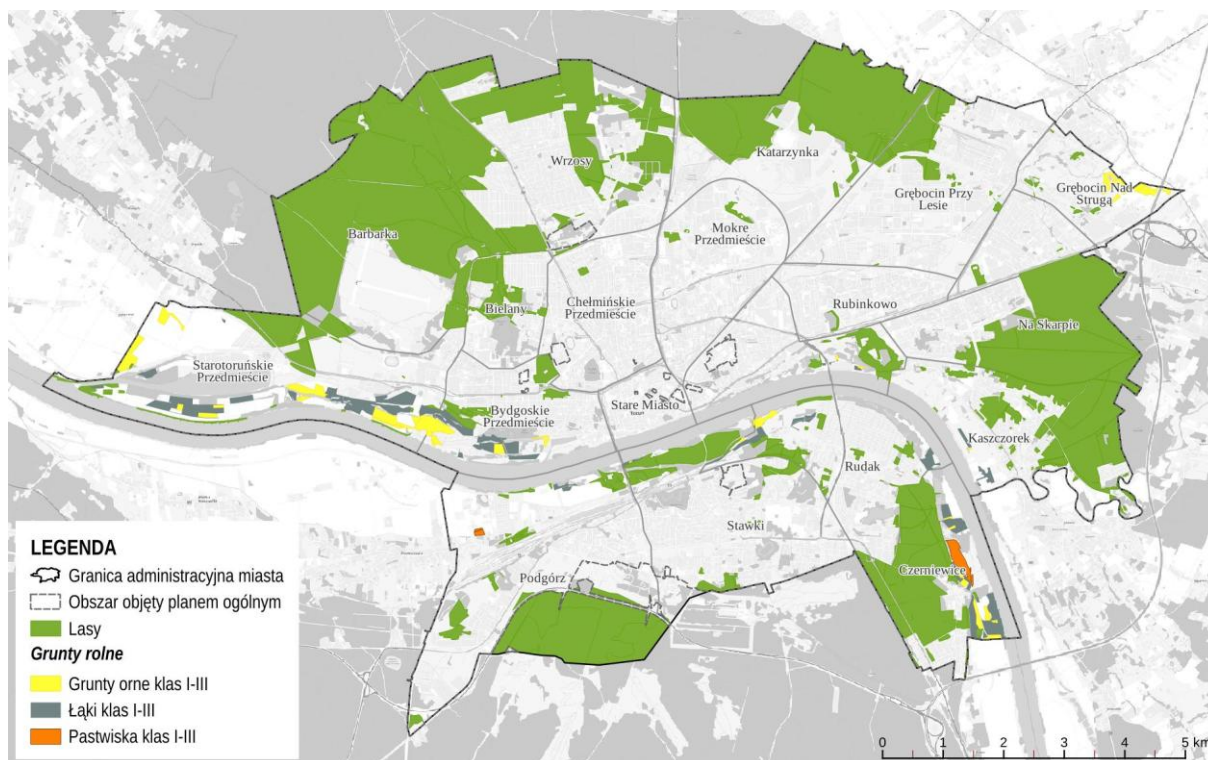 Wrzosy
Katarzynka
Grębocin Przy
Lesie
Grębocin Nad
Strugą
Barbarka
Mokre
Przedmieście
Bielany
Chełmińskie
Przedmieście
Rubinkowo
Na Skarpie
Starotoruńskie
Przedmieście
Bydgoskie
Przedmieście
Stare Miasto
Toruń
Kaszczorek
Rudak
Stawki
Podgórz
Czerniewice
LEGENDA
Granica administracyjna miasta
Obszar objęty planem ogólnym
Lasy
Grunty rolne
Grunty orne klas I-III
Łąki klas I-III
Pastwiska klas I-III
0 1 2 3 4 5 km